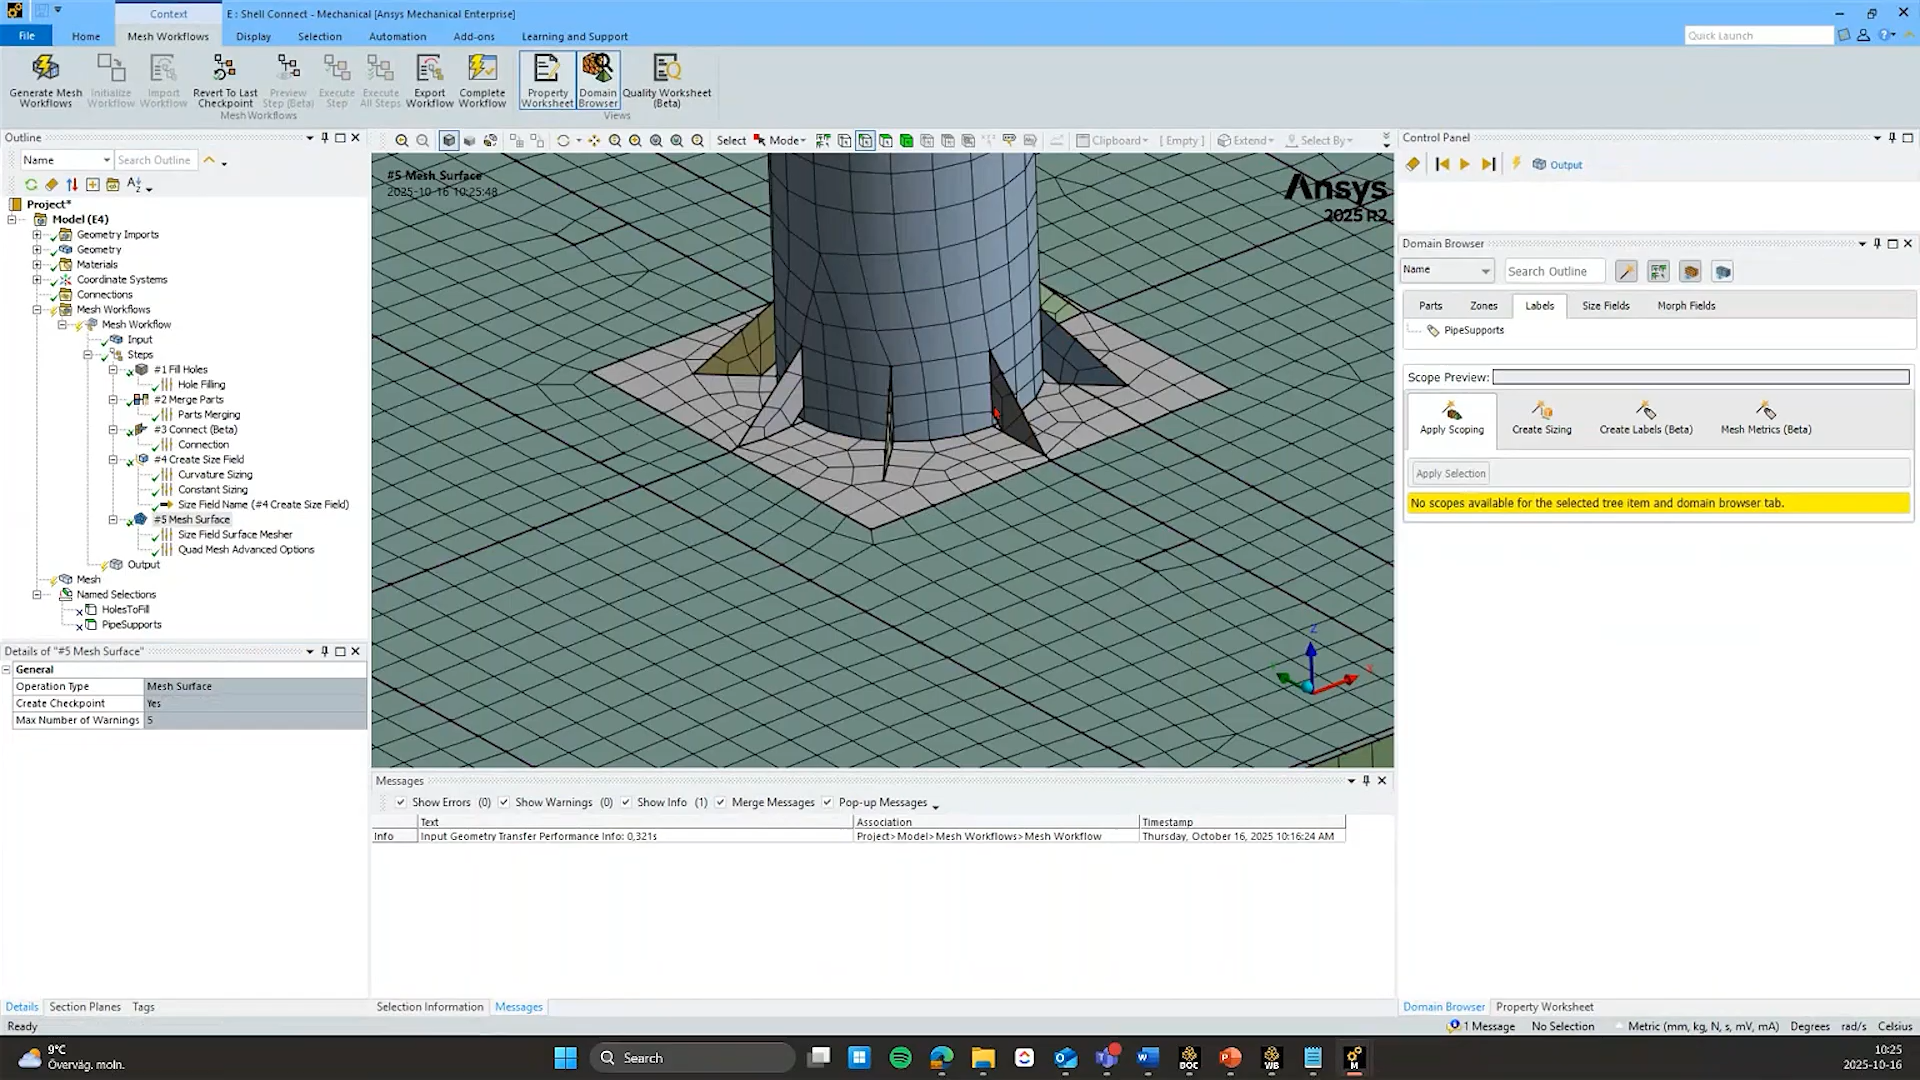 Context
E : Shell Connect - Mechanical [Ansys Mechanical Enterprise]
File
Home
Mesh Workflows
Display
Selection
Automation
Add-ons
Learning and Support
Quick Launch
Generate Mesh Workflows
Initialize Workflow
Import Workflow
Revert To Last Checkpoint
Preview Step (Beta)
Execute Step
Execute All Steps
Export Workflow
Complete Workflow
Property Worksheet
Domain Browser
Quality Worksheet (Beta)
Mesh Workflows
Views
Outline
Name
Search Outline
Project*
Model (E4)
Geometry Imports
Geometry
Materials
Coordinate Systems
Connections
Mesh Workflows
Mesh Workflow
Input
Steps
#1 Fill Holes
Hole Filling
#2 Merge Parts
Parts Merging
#3 Connect (Beta)
Connection
#4 Create Size Field
Curvature Sizing
Constant Sizing
Size Field Name (#4 Create Size Field)
#5 Mesh Surface
Size Field Surface Mesher
Quad Mesh Advanced Options
Output
Mesh
Named Selections
HolesToFill
PipeSupports
Details of "#5 Mesh Surface"
General
Operation Type Mesh Surface
Create Checkpoint Yes
Max Number of Warnings 5
Details
Section Planes
Tags
Select
Mode
Clipboard
[ Empty ]
Extend
Select By
#5 Mesh Surface
2025-10-16 10:25:48
Ansys
2025 R2
Z
Messages
Show Errors (0)
Show Warnings (0)
Show Info (1)
Merge Messages
Pop-up Messages
Text Association Timestamp
Info Input Geometry Transfer Performance Info: 0,321s Project>Model>Mesh Workflows>Mesh Workflow Thursday, October 16, 2025 10:16:24 AM
Selection Information
Messages
Control Panel
Output
Domain Browser
Name
Search Outline
Parts
Zones
Labels
Size Fields
Morph Fields
PipeSupports
Scope Preview:
Apply Scoping
Create Sizing
Create Labels (Beta)
Mesh Metrics (Beta)
Apply Selection
No scopes available for the selected tree item and domain browser tab.
Domain Browser
Property Worksheet
Ready
1 Message
No Selection
Metric (mm, kg, N, s, mV, mA)
Degrees
rad/s
Celsius
9°C
Överväg. moln.
Search
DOC
WB
M
10:25
2025-10-16